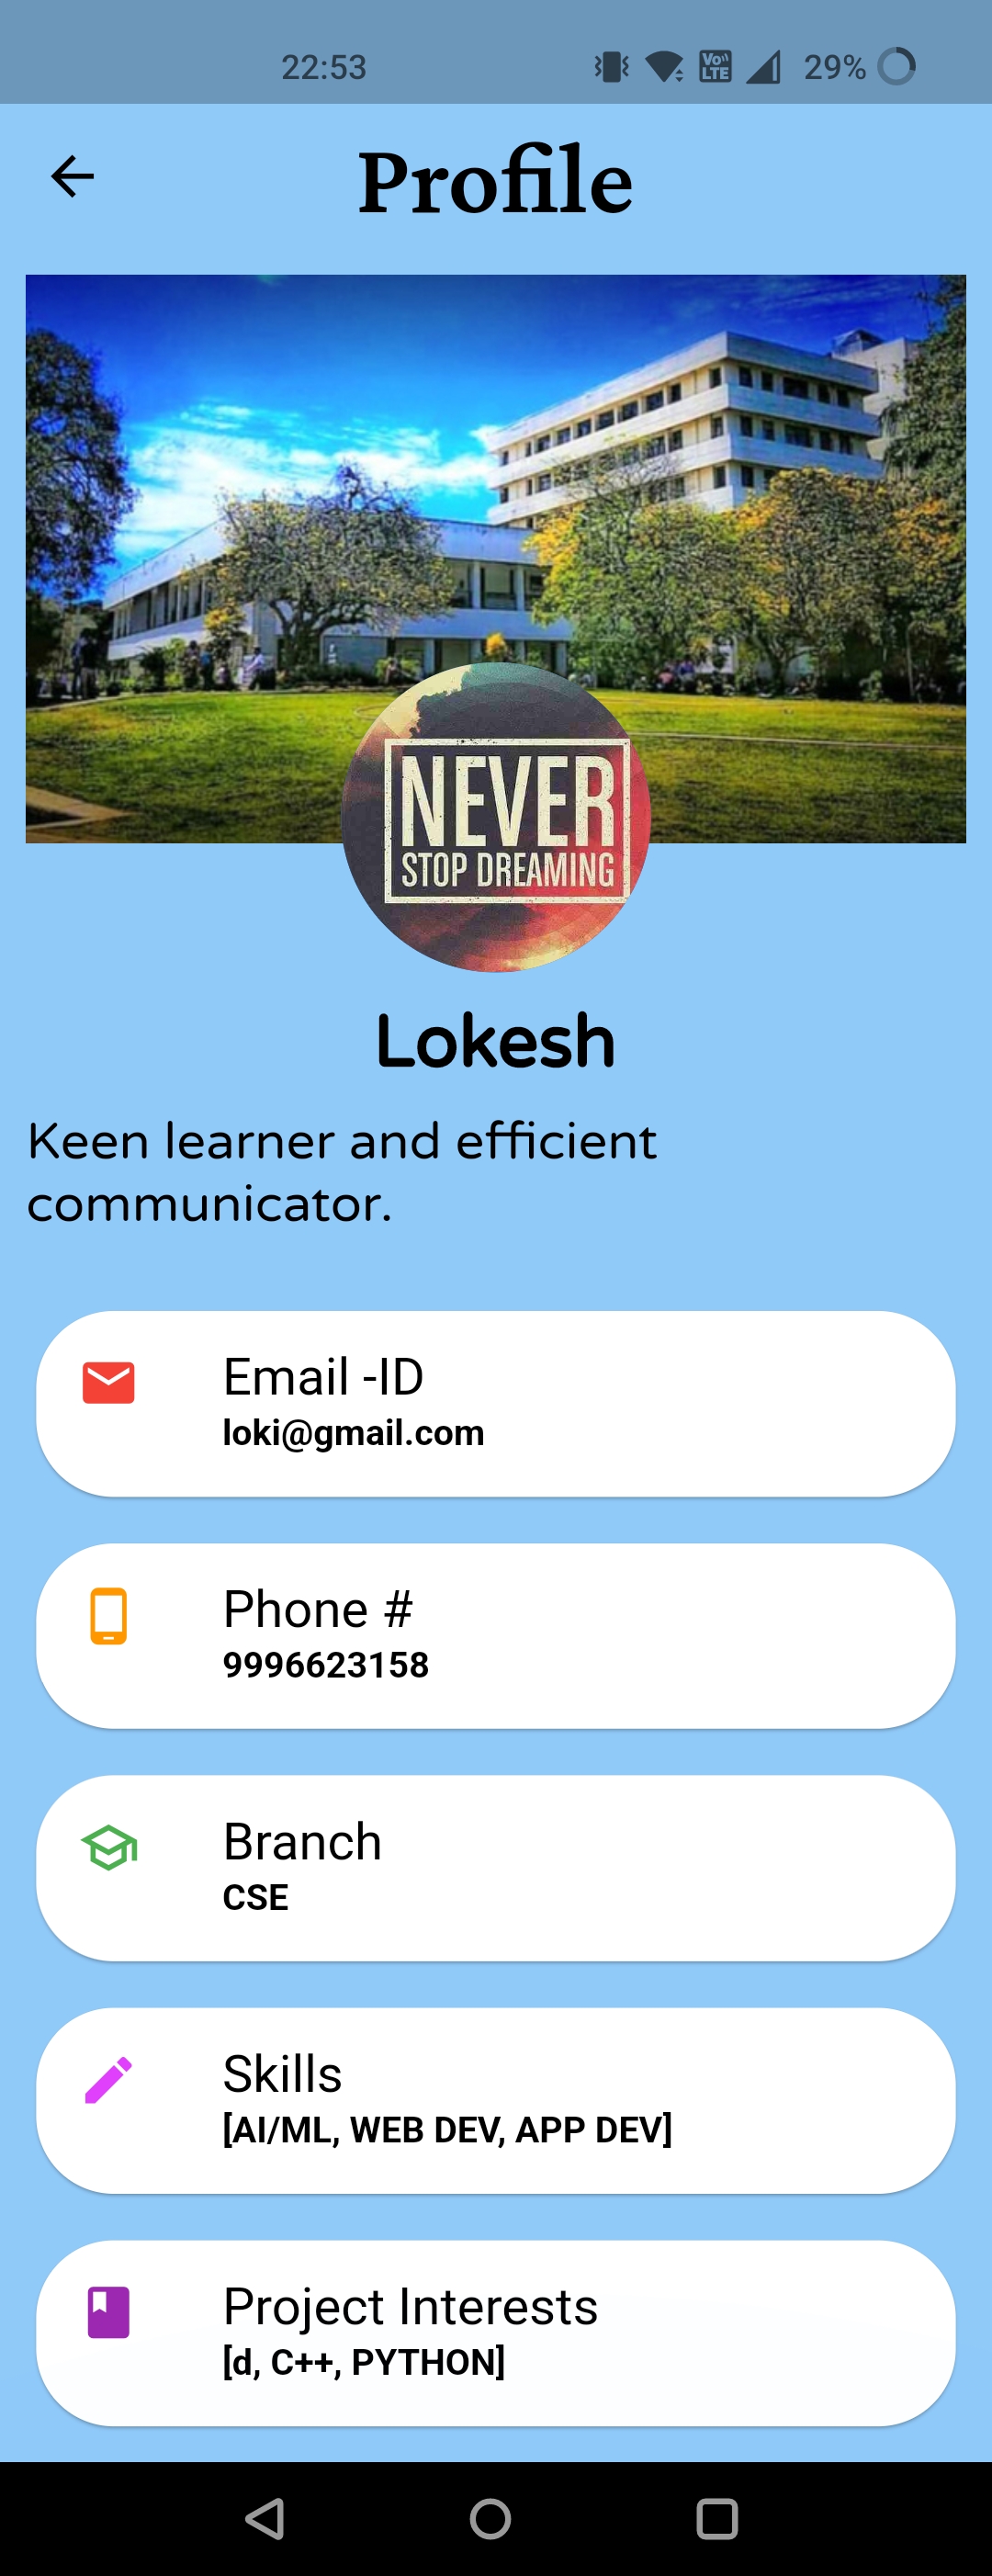 22:53
Vo)) LTE
29%
Profile
NEVER
STOP DREAMING
Lokesh
Keen learner and efficient
communicator.
Email -ID
loki@gmail.com
Phone #
9996623158
Branch
CSE
Skills
[AI/ML, WEB DEV, APP DEV]
Project Interests
[d, C++, PYTHON]